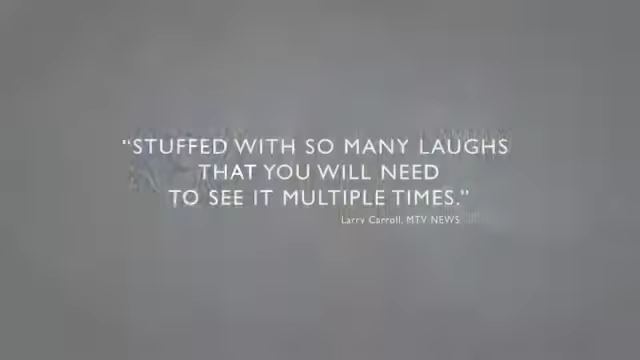 "STUFFED WITH SO MANY LAUGHS
THAT YOU WILL NEED
TO SEE IT MULTIPLE TIMES."
Larry Carroll, MTV NEWS